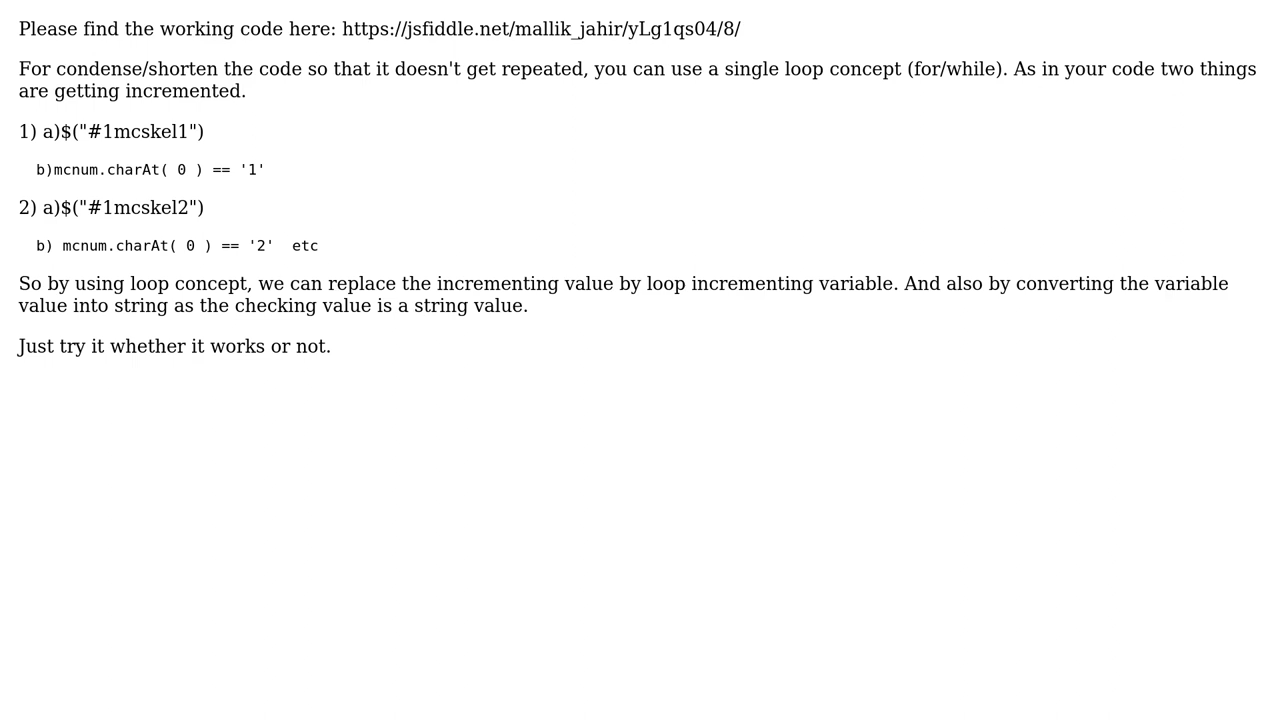 Please find the working code here: https://jsfiddle.net/mallik_jahir/yLg1qs04/8/
For condense/shorten the code so that it doesn't get repeated, you can use a single loop concept (for/while). As in your code two things
are getting incremented.
1) a)$("#1mcskel1")
b)mcnum.charAt( 0 ) == '1'
2) a)$("#1mcskel2")
b) mcnum.charAt( 0 ) == '2'  etc
So by using loop concept, we can replace the incrementing value by loop incrementing variable. And also by converting the variable
value into string as the checking value is a string value.
Just try it whether it works or not.